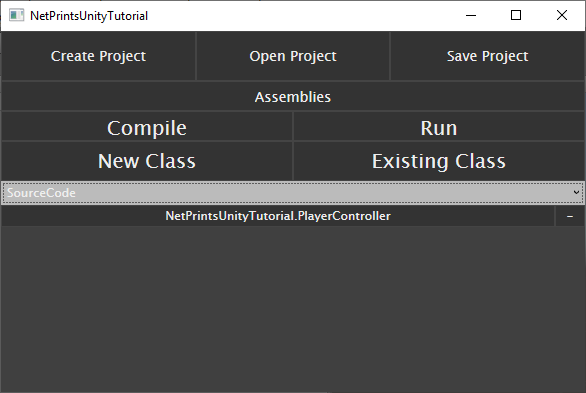 NetPrintsUnityTutorial
Create Project Open Project Save Project
Assemblies
Compile Run
New Class Existing Class
SourceCode
NetPrintsUnityTutorial.PlayerController -